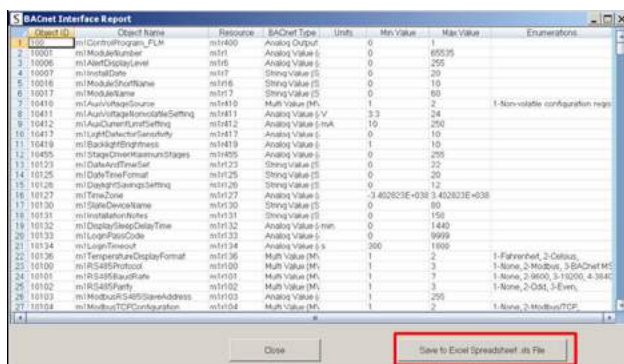 BACnet Interface Report
Object ID Object Name Resource BACnet Type Units Min Value Max Value Enumerations
1 100 m1ControlProgram_FLM m1r400 Analog Output 0 1
2 10001 m1ModuleNumber m1r1 Analog Value ( 0 65535
3 10006 m1AlertDisplayLevel m1r6 Analog Value ( 0 255
4 10007 m1InstallDate m1r7 String Value (S 0 20
5 10016 m1ModuleShortName m1r16 String Value (S 0 10
6 10017 m1ModuleName m1r17 String Value (S 0 60
7 10410 m1AuxVoltageSource m1r410 Multi Value (M\ 1 2 1-Non-volatile configuration regis
8 10411 m1AuxVoltageNonvolatileSetting m1r411 Analog Value ( V 3.3 24
9 10412 m1AuxCurrentLimitSetting m1r412 Analog Value ( mA 10 250
10 10417 m1LightDetectorSensitivity m1r417 Analog Value ( 0 10
11 10419 m1BacklightBrightness m1r419 Analog Value ( 1 10
12 10455 m1StageDriverMaximumStages m1r455 Analog Value ( 0 255
13 10123 m1DateAndTimeSet m1r123 String Value (S 0 22
14 10125 m1DateTimeFormat m1r125 String Value (S 0 20
15 10126 m1DaylightSavingsSetting m1r126 String Value (S 0 12
16 10127 m1TimeZone m1r127 Analog Value ( -3.402823E+038 3.402823E+038
17 10130 m1SlateDeviceName m1r130 String Value (S 0 80
18 10131 m1InstallationNotes m1r131 String Value (S 0 150
19 10132 m1DisplaySleepDelayTime m1r132 Analog Value ( min 0 1440
20 10133 m1LoginPassCode m1r133 Analog Value ( 0 9999
21 10134 m1LoginTimeout m1r134 Analog Value ( s 300 1800
22 10136 m1TemperatureDisplayFormat m1r136 Multi Value (M\ 1 2 1-Fahrenheit, 2-Celsius,
23 10100 m1RS485Protocol m1r100 Multi Value (M\ 1 3 1-None, 2-Modbus, 3-BACnet MS
24 10101 m1RS485BaudRate m1r101 Multi Value (M\ 1 7 1-None, 2-9600, 3-19200, 4-3840
25 10102 m1RS485Parity m1r102 Multi Value (M\ 1 3 1-None, 2-Odd, 3-Even,
26 10103 m1ModbusRS485SlaveAddress m1r103 Analog Value ( 1 255
27 10104 m1ModbusTCPConfiguration m1r104 Multi Value (M\ 1 2 1-None, 2-ModbusTCP,
Close Save to Excel Spreadsheet .xls File